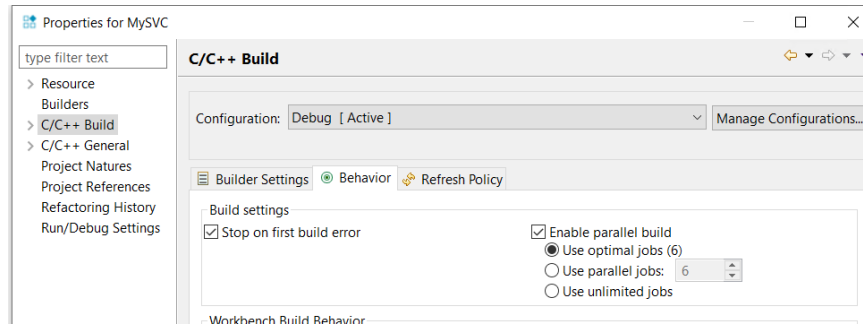 Properties for MySVC
type filter text
Resource
Builders
C/C++ Build
C/C++ General
Project Natures
Project References
Refactoring History
Run/Debug Settings
C/C++ Build
Configuration: Debug [ Active ] Manage Configurations...
Builder Settings Behavior Refresh Policy
Build settings
Stop on first build error Enable parallel build
Use optimal jobs (6)
Use parallel jobs: 6
Use unlimited jobs
Workbench Build Behavior